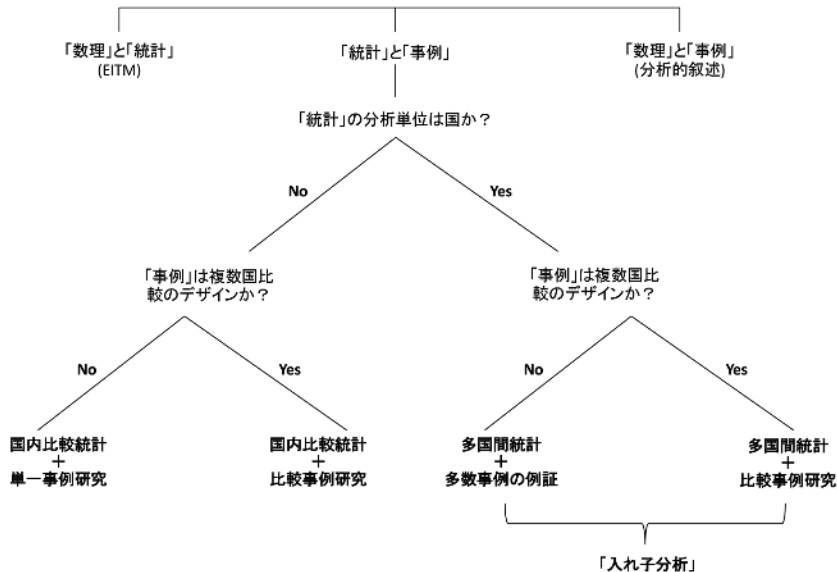 「数理」と「統計」
(EITM)
「統計」と「事例」
「数理」と「事例」
(分析的叙述)
「統計」の分析単位は国か？
No
Yes
「事例」は複数国比
較のデザインか？
「事例」は複数国比
較のデザインか？
No
Yes
No
Yes
国内比較統計
＋
単一事例研究
国内比較統計
＋
比較事例研究
多国間統計
＋
多数事例の例証
多国間統計
＋
比較事例研究
「入れ子分析」